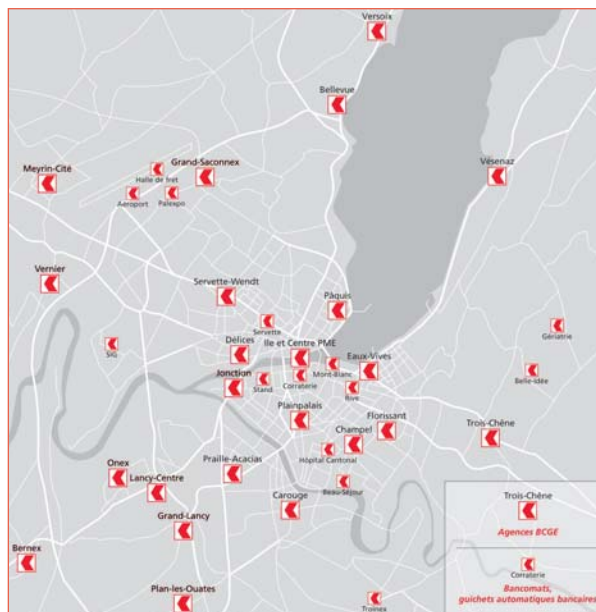 Versoix
Bellevue
Meyrin-Cité
Halle de fret
Grand-Saconnex
Vésenaz
Aéroport
Palexpo
Vernier
Servette-Wendt
Pâquis
Servette
Gériatrie
SIG
Délices
Ile et Centre PME
Eaux-Vives
Mont-Blanc
Belle-Idée
Jonction
Stand
Corraterie
Rive
Plainpalais
Florissant
Champel
Trois-Chêne
Hôpital Cantonal
Onex
Praille-Acacias
Lancy-Centre
Beau-Séjour
Carouge
Grand-Lancy
Bernex
Plan-les-Ouates
Troinex
Trois-Chêne
Agences BCGE
Corraterie
Bancomats,
guichets automatiques bancaires